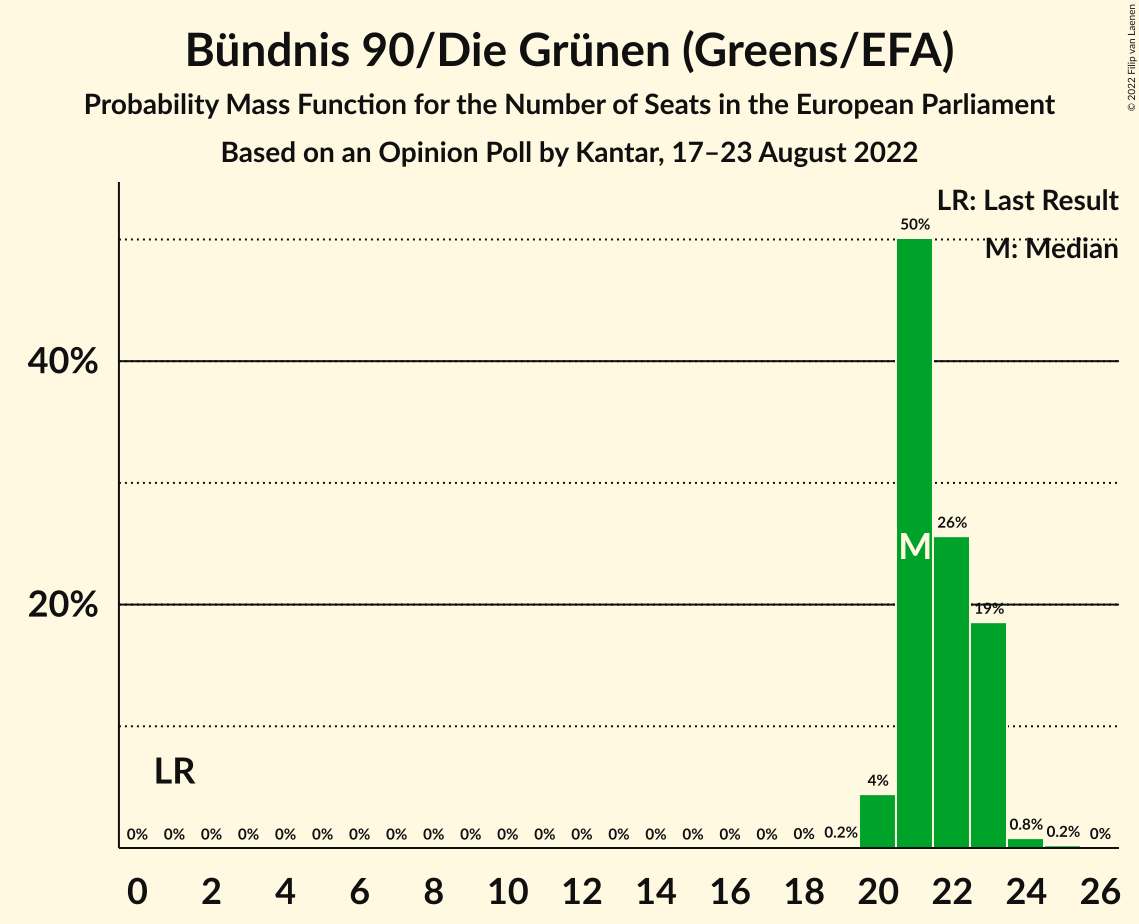 Bündnis 90/Die Grünen (Greens/EFA)
Probability Mass Function for the Number of Seats in the European Parliament
Based on an Opinion Poll by Kantar, 17–23 August 2022
© 2022 Filip van Laenen
LR: Last Result
M: Median
50%
40%
26%
M
20%
19%
LR
4%
0% 0% 0% 0% 0% 0% 0% 0% 0% 0% 0% 0% 0% 0% 0% 0% 0% 0% 0% 0.2% 0.8% 0.2% 0%
0 2 4 6 8 10 12 14 16 18 20 22 24 26